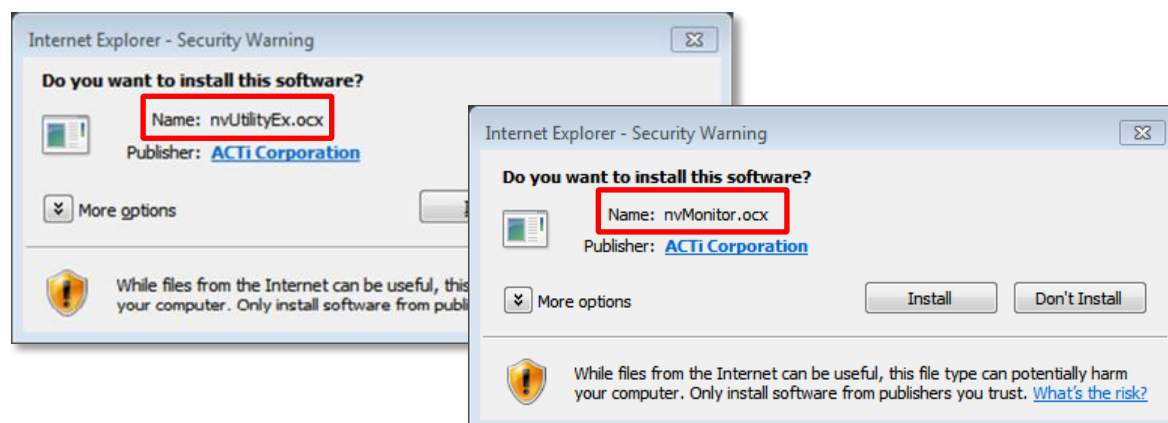 Internet Explorer - Security Warning
Do you want to install this software?
Name: nvUtilityEx.ocx
Publisher: ACTi Corporation
More options
While files from the Internet can be useful, this
your computer. Only install software from
Internet Explorer - Security Warning
Do you want to install this software?
Name: nvMonitor.ocx
Publisher: ACTi Corporation
More options
Install
Don't Install
While files from the Internet can be useful, this file type can potentially harm
your computer. Only install software from publishers you trust. What's the risk?